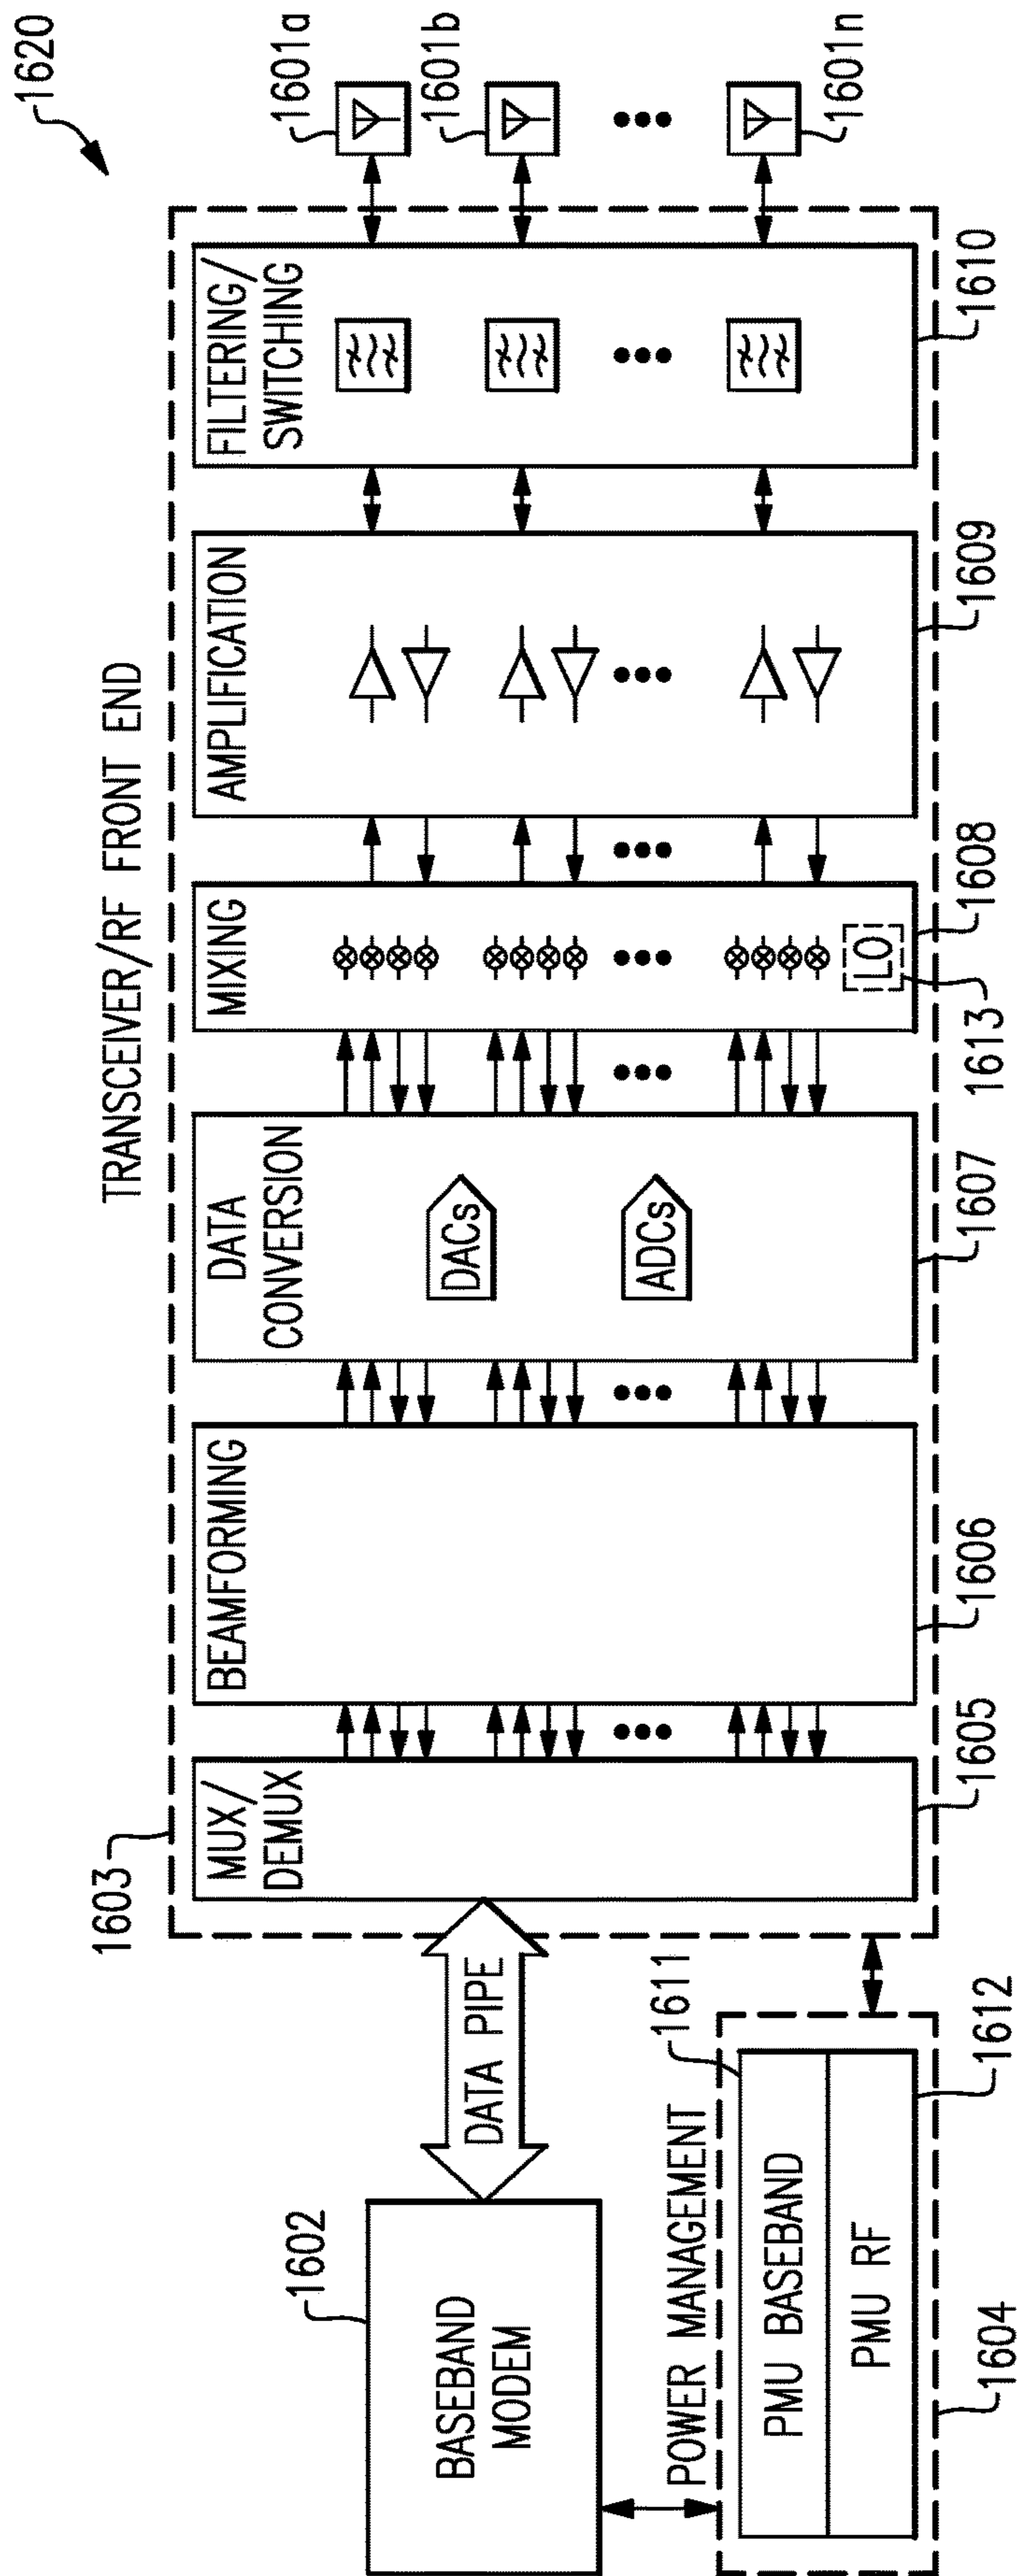 1620
TRANSCEIVER/RF FRONT END
1603
1601a
1601b
1601n
MUX/
DEMUX
BEAMFORMING
DATA
CONVERSION
DACs
ADCs
MIXING
LO
AMPLIFICATION
FILTERING/
SWITCHING
1605
1606
1607
1613
1608
1609
1610
1602
BASEBAND
MODEM
DATA PIPE
POWER MANAGEMENT
1611
PMU BASEBAND
PMU RF
1604
1612